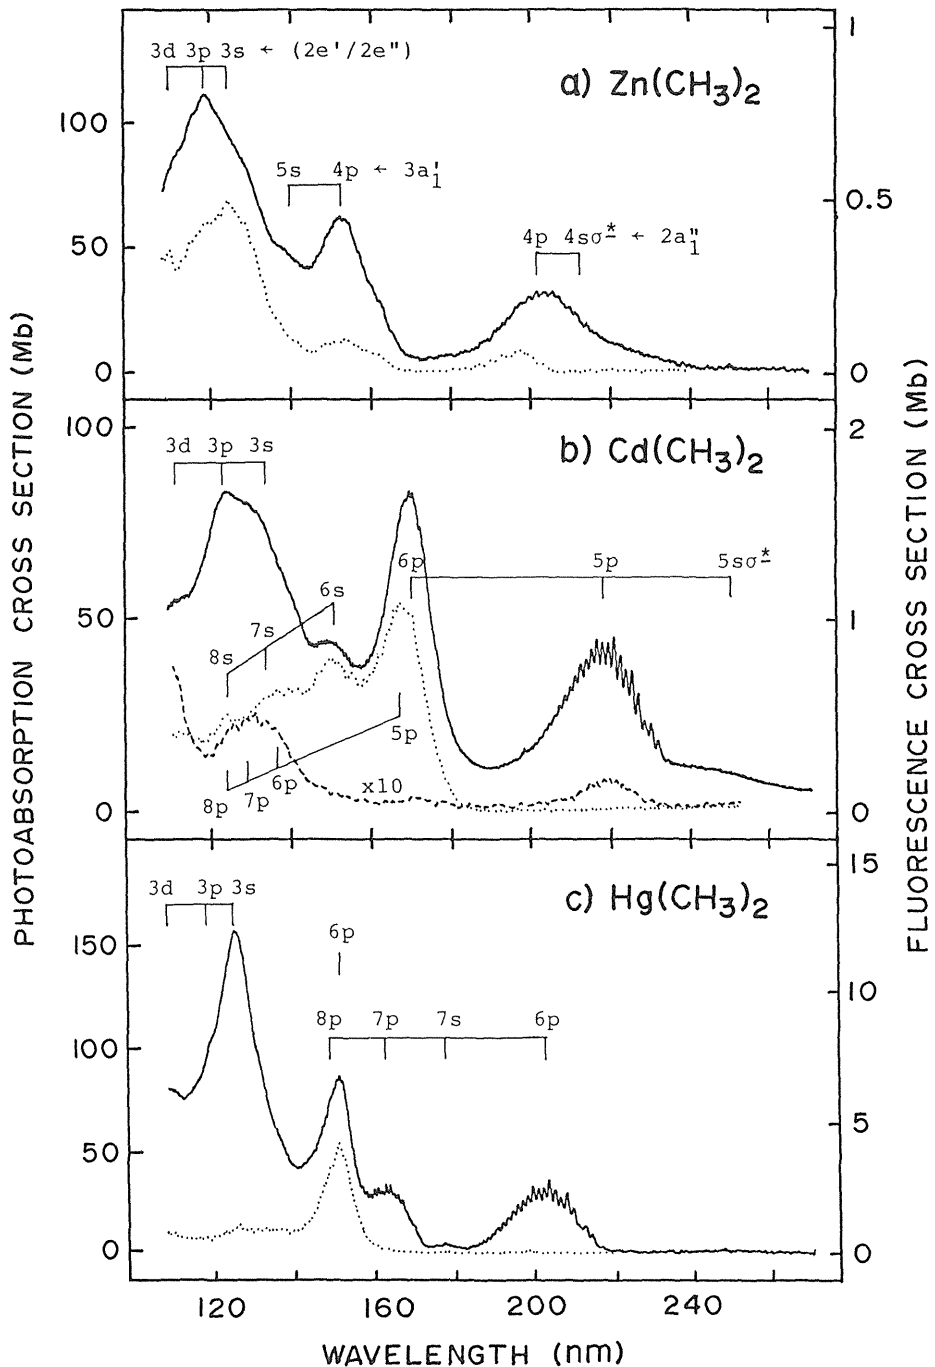 3d 3p 3s ← (2e'/2e")
a) Zn(CH3)2
1
100
5s 4p ← 3a1'
0.5
4p 4sσ* ← 2a1"
50
0
0
100
2
b) Cd(CH3)2
3d 3p 3s
6p 5p 5sσ*
6s
50
1
7s
8s
5p
6p
7p
8p
x10
0
0
15
c) Hg(CH3)2
3d 3p 3s
6p
150
10
8p 7p 7s 6p
100
5
50
0
0
120 160 200 240
WAVELENGTH (nm)
PHOTOABSORPTION CROSS SECTION (Mb)
FLUORESCENCE CROSS SECTION (Mb)